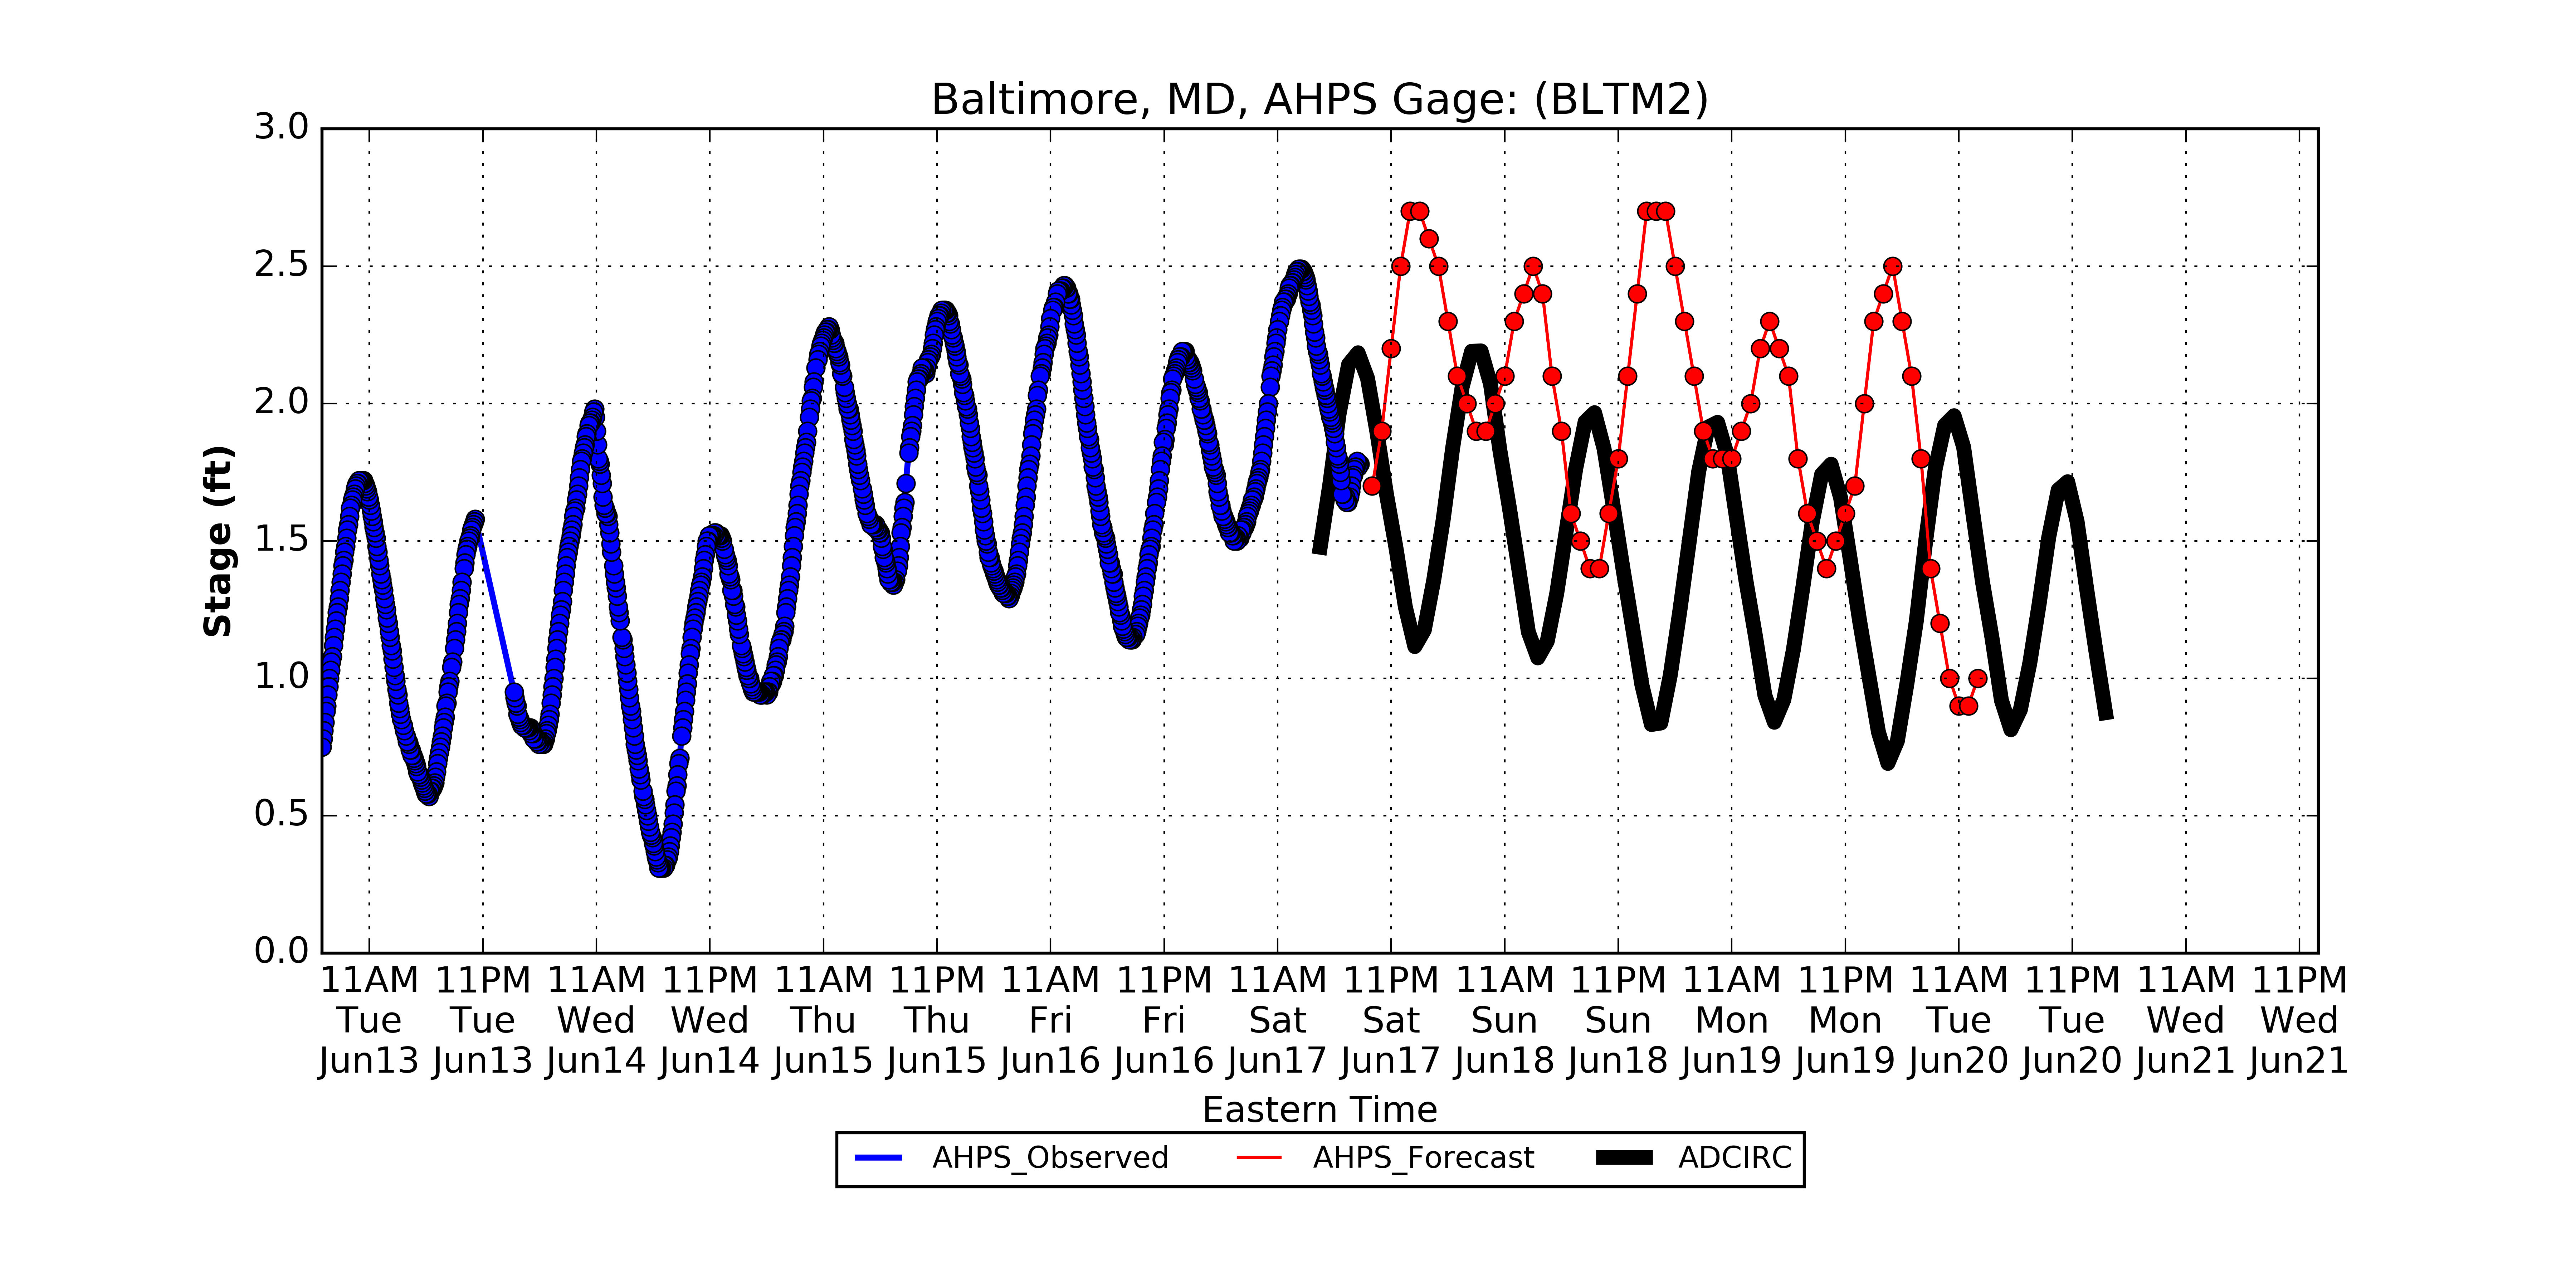 Baltimore, MD, AHPS Gage: (BLTM2)
3.0
2.5
2.0
1.5
1.0
0.5
0.0
Stage (ft)
11AM 11PM 11AM 11PM 11AM 11PM 11AM 11PM 11AM 11PM 11AM 11PM 11AM 11PM 11AM 11PM 11AM 11PM
Tue Tue Wed Wed Thu Thu Fri Fri Sat Sat Sun Sun Mon Mon Tue Tue Wed Wed
Jun13 Jun13 Jun14 Jun14 Jun15 Jun15 Jun16 Jun16 Jun17 Jun17 Jun18 Jun18 Jun19 Jun19 Jun20 Jun20 Jun21 Jun21
Eastern Time
AHPS_Observed AHPS_Forecast ADCIRC